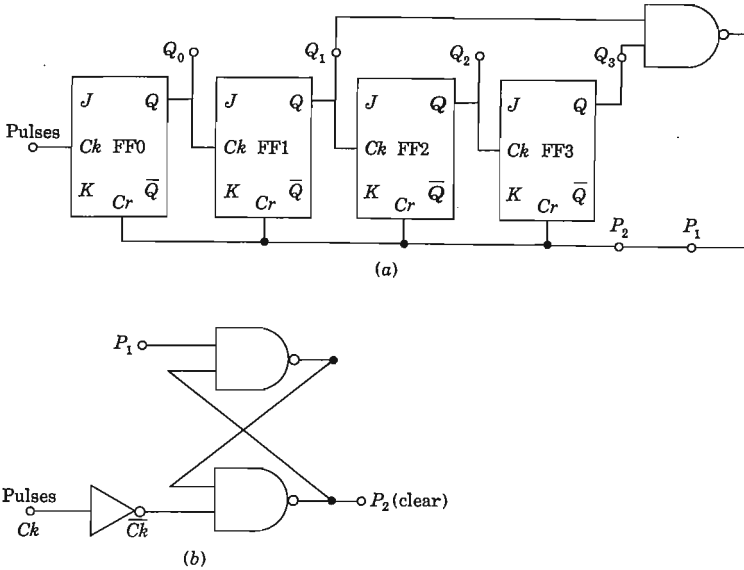 Q0 Q1 Q2 Q3
J Q J Q J Q J Q
Pulses
Ck FF0 Ck FF1 Ck FF2 Ck FF3
K Q̅ K Q̅ K Q̅ K Q̅
Cr Cr Cr Cr
P2 P1
(a)
P1
Pulses
P2 (clear)
Ck C̅k̅
(b)